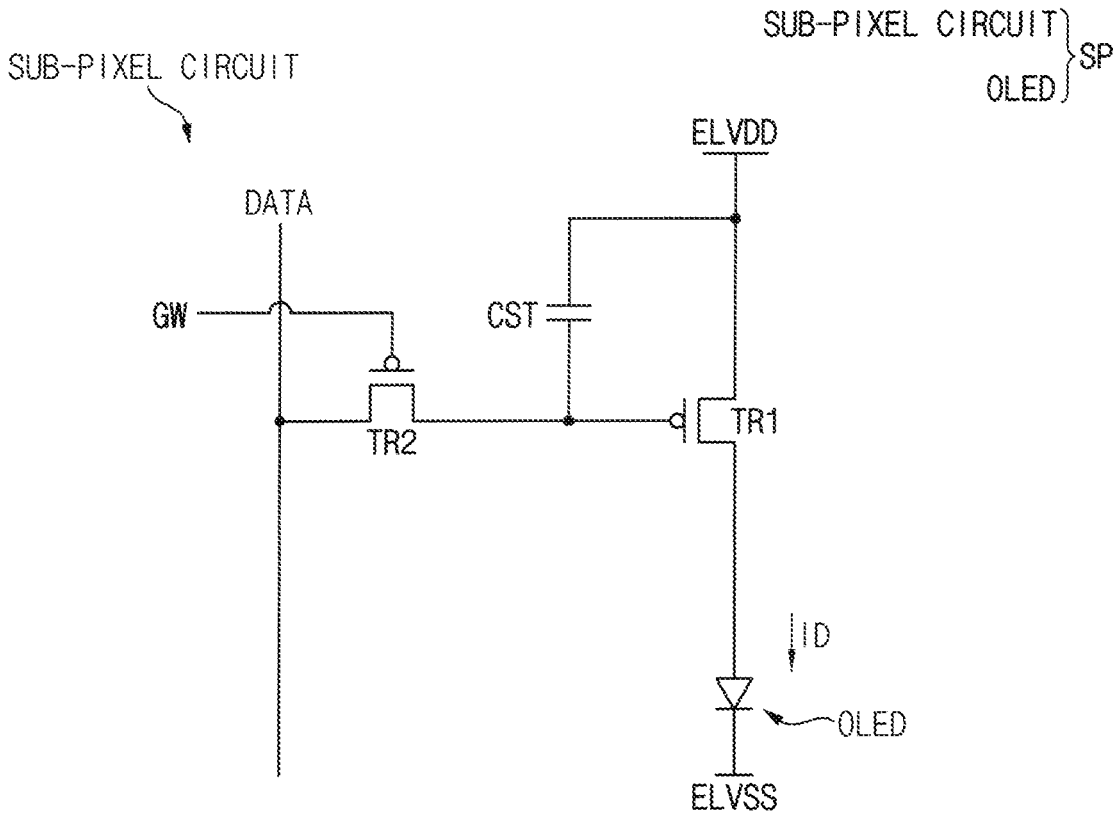 SUB-PIXEL CIRCUIT
OLED
SP
SUB-PIXEL CIRCUIT
ELVDD
DATA
GW
CST
TR2
TR1
ID
OLED
ELVSS